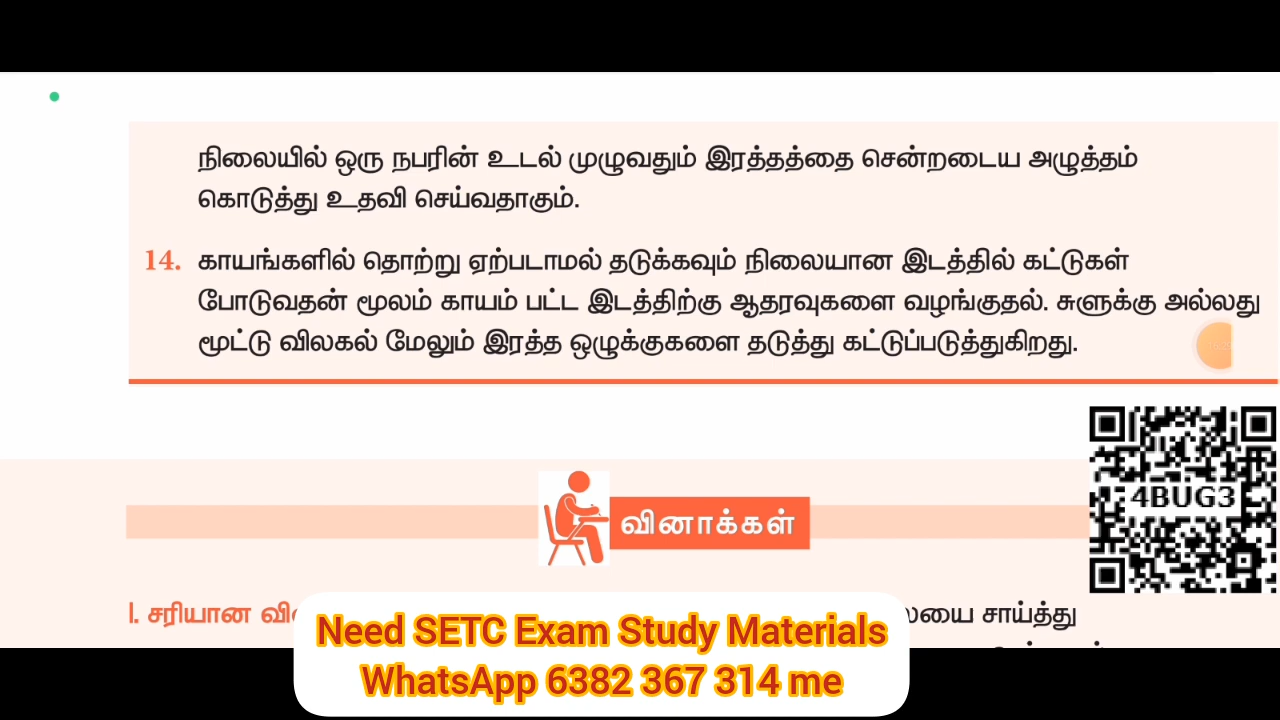 நிலையில் ஒரு நபரின் உடல் முழுவதும் இரத்தத்தை சென்றடைய அழுத்தம்
கொடுத்து உதவி செய்வதாகும்.
14. காயங்களில் தொற்று ஏற்படாமல் தடுக்கவும் நிலையான இடத்தில் கட்டுகள்
போடுவதன் மூலம் காயம் பட்ட இடத்திற்கு ஆதரவுகளை வழங்குதல். சுளுக்கு அல்லது
மூட்டு விலகல் மேலும் இரத்த ஒழுக்குகளை தடுத்து கட்டுப்படுத்துகிறது.
4BUG3
வினாக்கள்
I. சரியான சாய்த்து
Need SETC Exam Study Materials
WhatsApp 6382 367 314 me